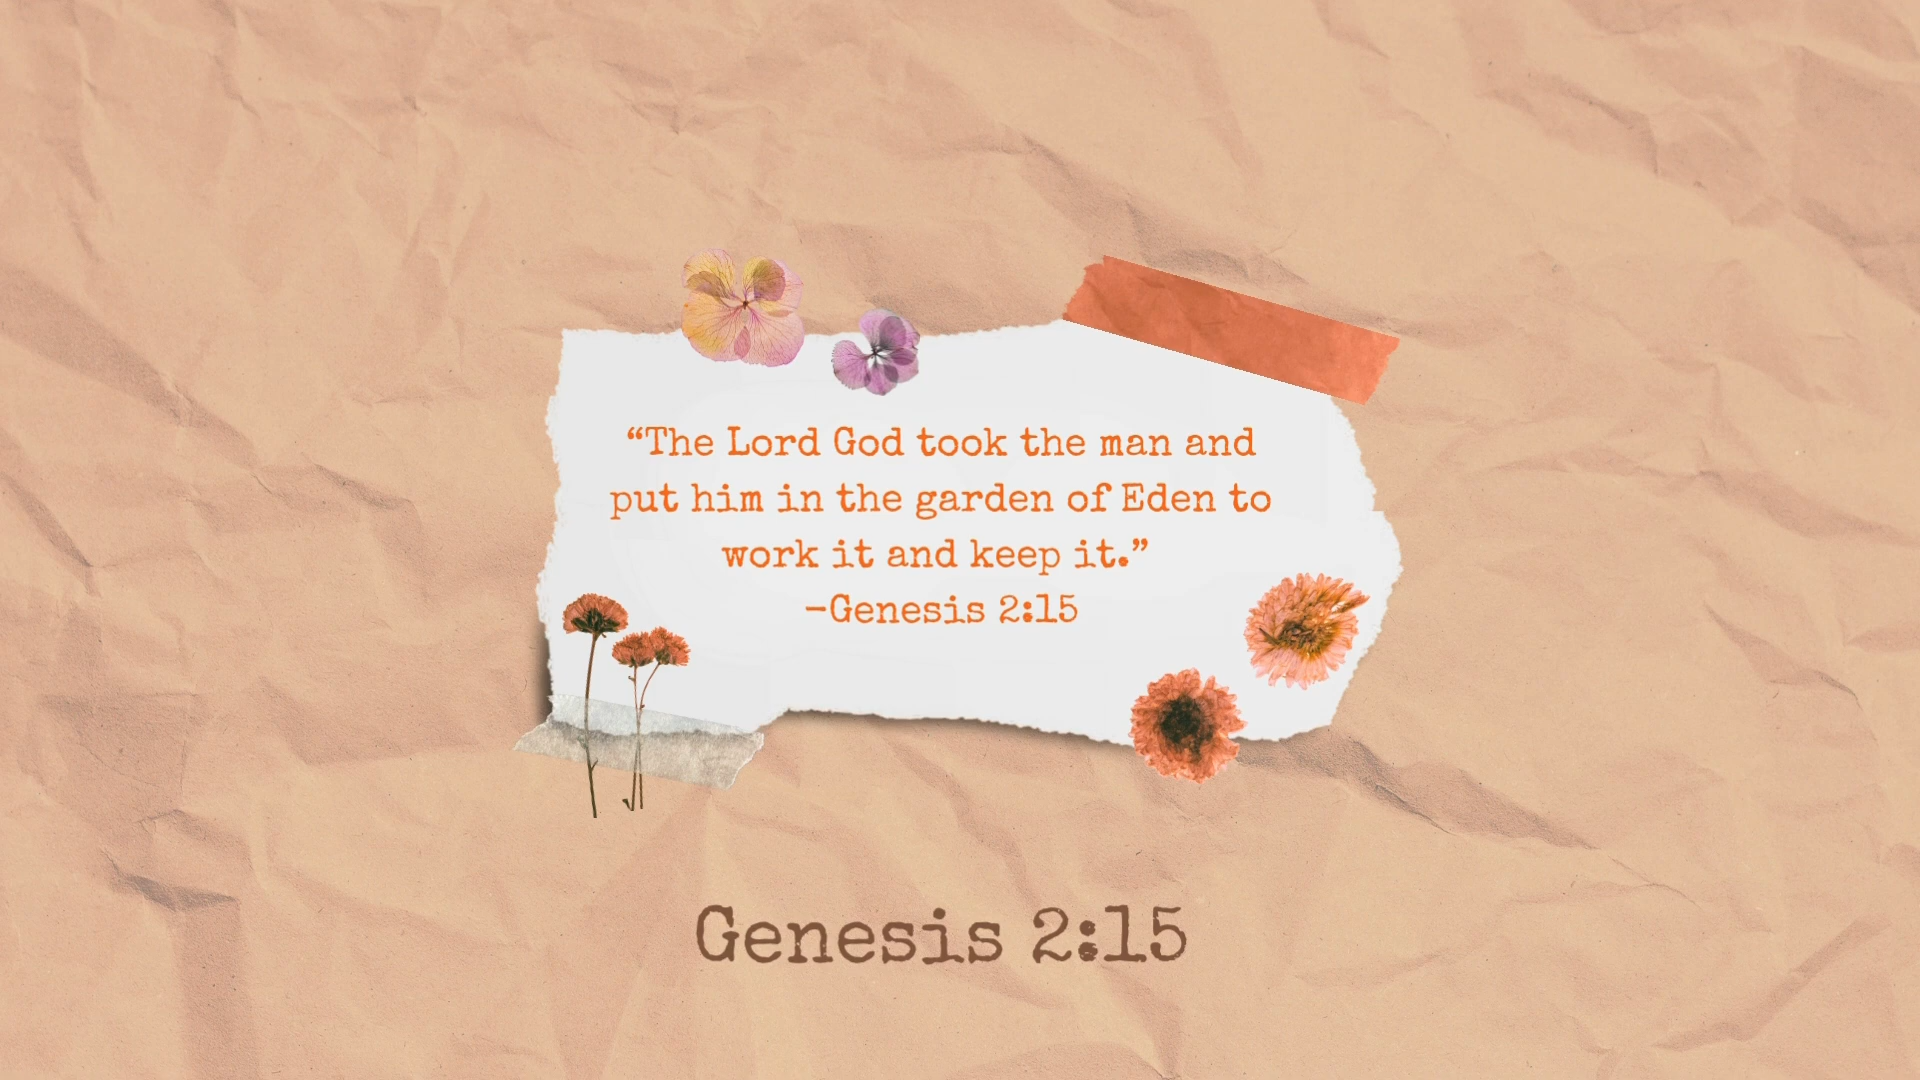 “The Lord God took the man and
put him in the garden of Eden to
work it and keep it.”
-Genesis 2:15
Genesis 2:15